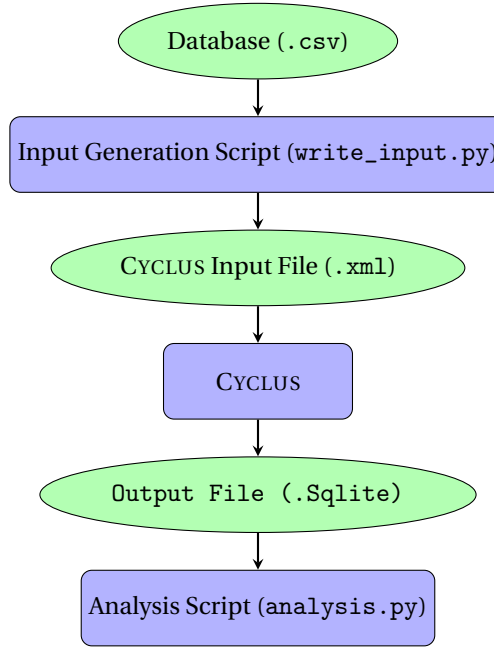 Database (.csv)
Input Generation Script (write_input.py)
CYCLUS Input File (.xml)
CYCLUS
Output File (.Sqlite)
Analysis Script (analysis.py)